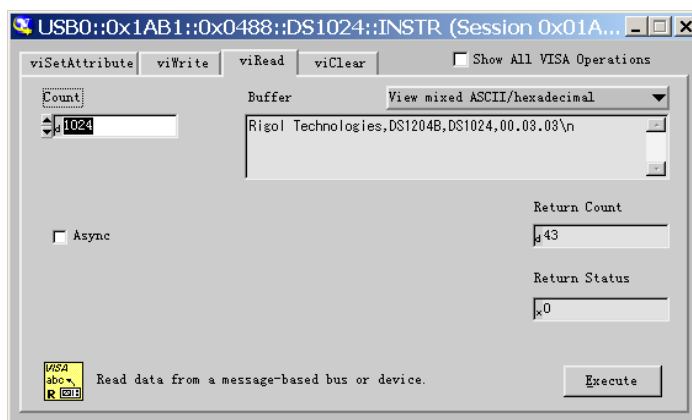 USB0::0x1AB1::0x0488::DS1024::INSTR (Session 0x01A...
viSetAttribute viWrite viRead viClear Show All VISA Operations
Count Buffer View mixed ASCII/hexadecimal
d 1024 Rigol Technologies,DS1204B,DS1024,00.03.03\n
Return Count
Async d 43
Return Status
x 0
VISA
abc
R
Read data from a message-based bus or device. Execute